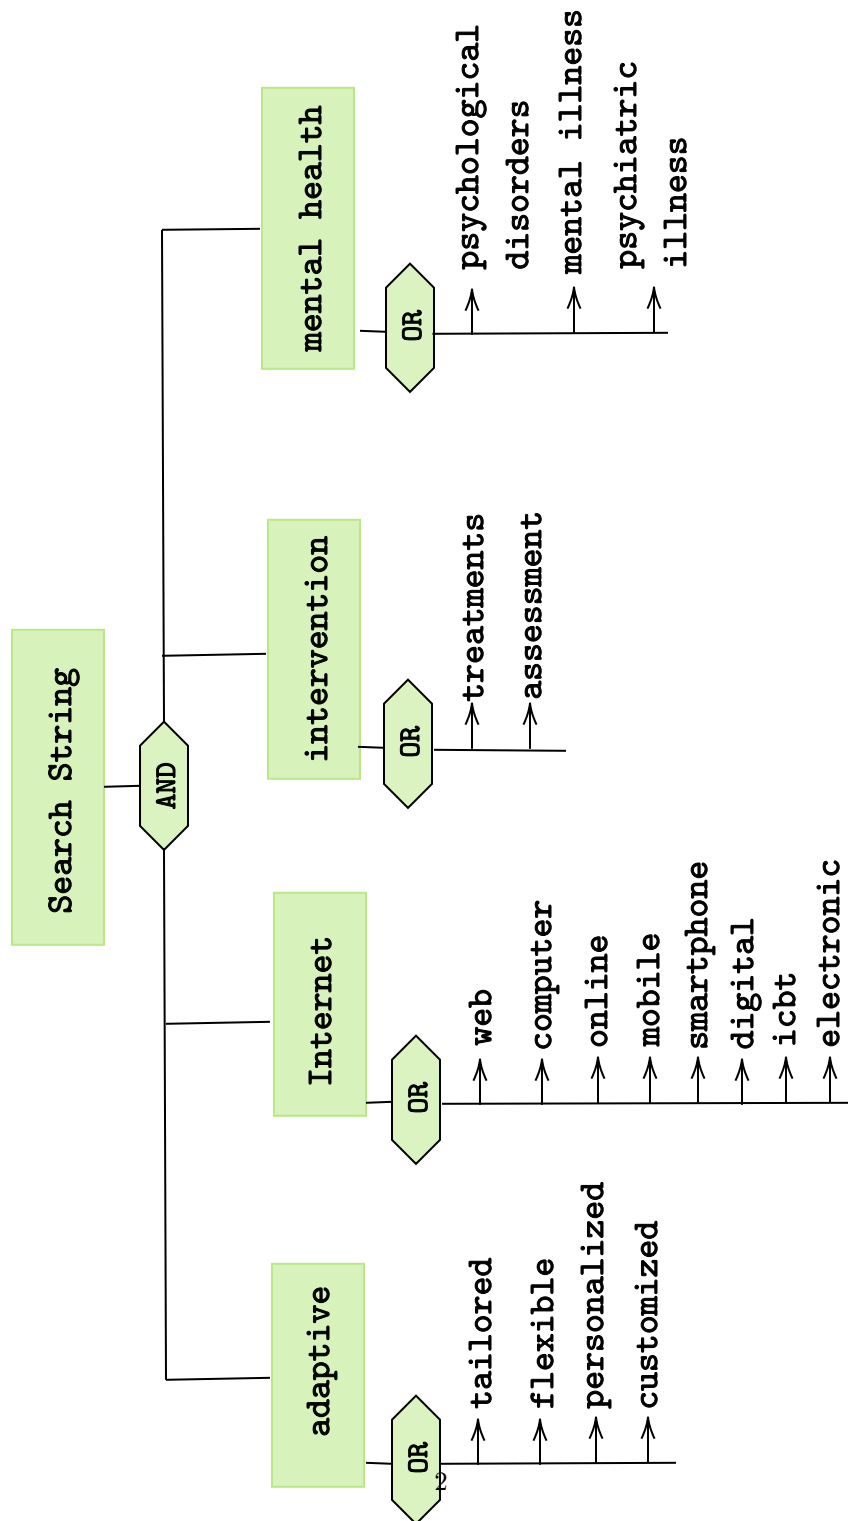 Search String
AND
adaptive
OR
tailored
flexible
personalized
customized
Internet
OR
web
computer
online
mobile
smartphone
digital
icbt
electronic
intervention
OR
treatments
assessment
mental health
OR
psychological
disorders
mental illness
psychiatric
illness
2